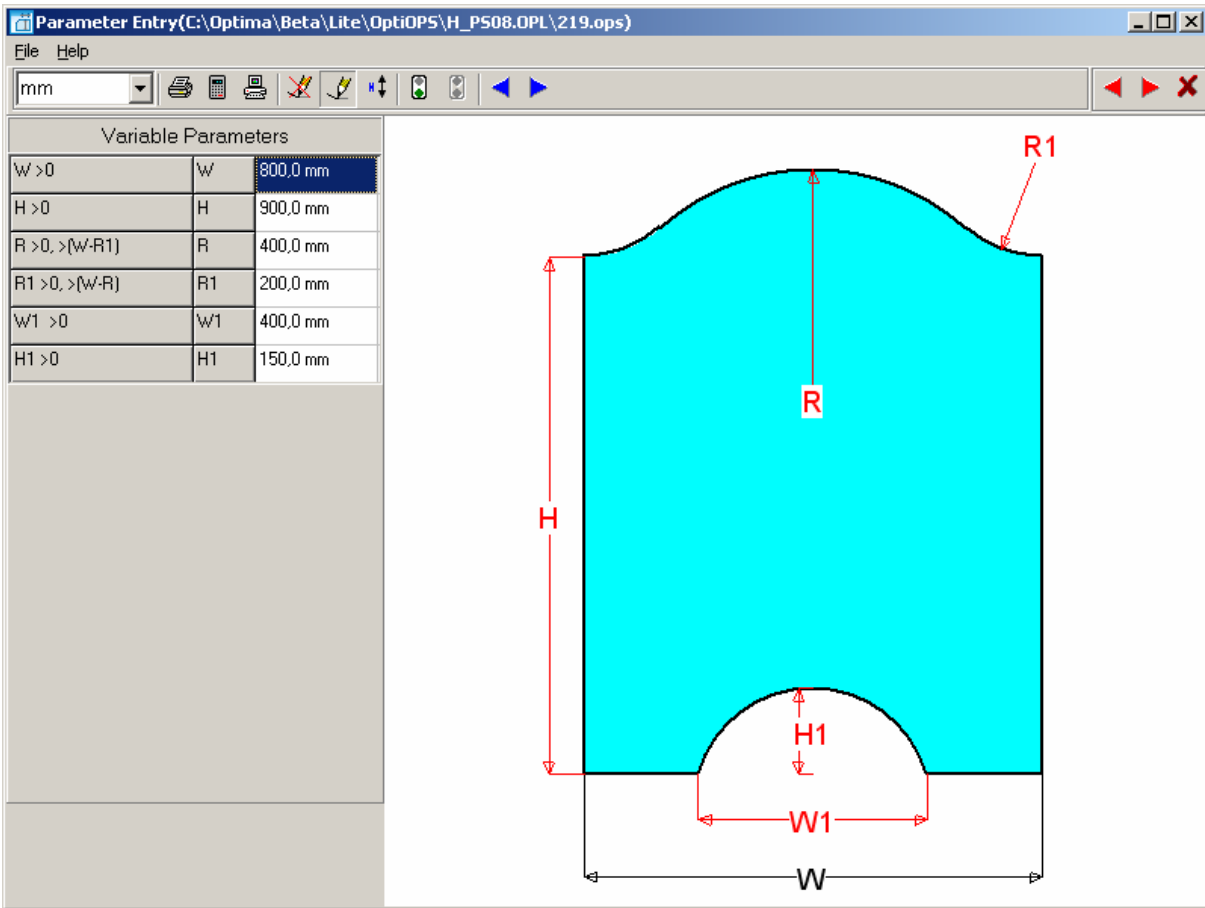 Parameter Entry(C:\Optima\Beta\Lite\OptiOPS\H_PS08.OPL\219.ops)
File Help
mm
Variable Parameters
W >0 W 800,0 mm
H >0 H 900,0 mm
R >0, >(W-R1) R 400,0 mm
R1 >0, >(W-R) R1 200,0 mm
W1 >0 W1 400,0 mm
H1 >0 H1 150,0 mm
R1
R
H
H1
W1
W